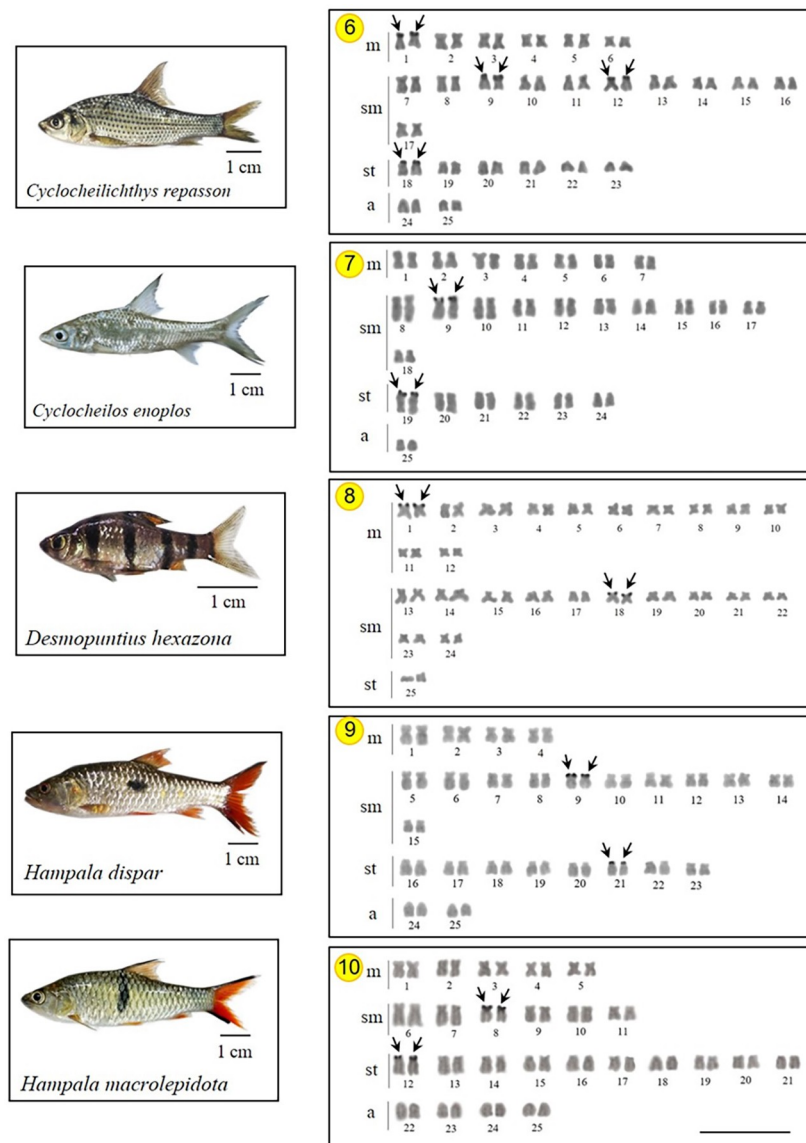 6
m
1 2 3 4 5 6
7 8 9 10 11 12 13 14 15 16
sm
17
st
18 19 20 21 22 23
a
24 25
1 cm
Cyclocheilichthys repasson
7
m
1 2 3 4 5 6 7
sm
8 9 10 11 12 13 14 15 16 17
18
st
19 20 21 22 23 24
a
25
1 cm
Cyclocheilos enoplos
8
m
1 2 3 4 5 6 7 8 9 10
11 12
13 14 15 16 17 18 19 20 21 22
sm
23 24
st
25
1 cm
Desmopuntius hexazona
9
m
1 2 3 4
5 6 7 8 9 10 11 12 13 14
sm
15
st
16 17 18 19 20 21 22 23
a
24 25
1 cm
Hampala dispar
10
m
1 2 3 4 5
sm
6 7 8 9 10 11
st
12 13 14 15 16 17 18 19 20 21
a
22 23 24 25
1 cm
Hampala macrolepidota